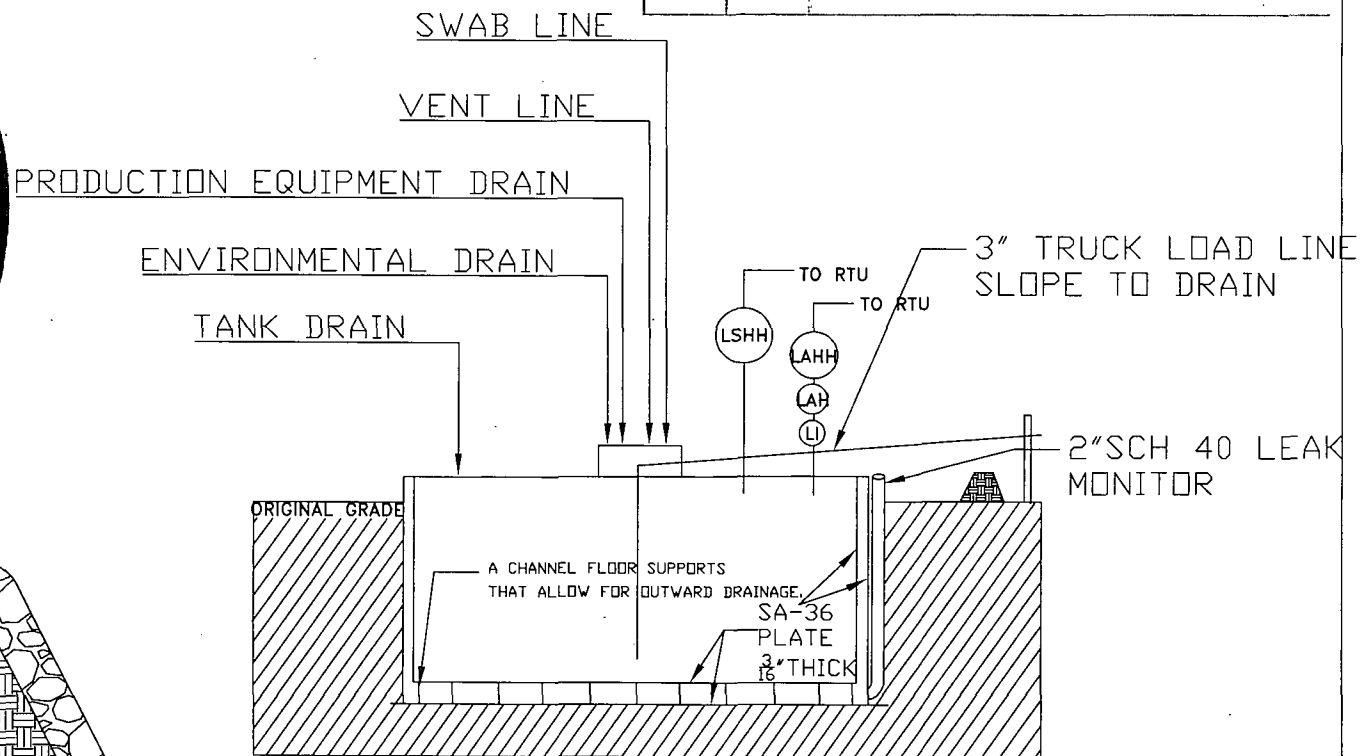 SWAB LINE
VENT LINE
PRODUCTION EQUIPMENT DRAIN
ENVIRONMENTAL DRAIN
TANK DRAIN
3" TRUCK LOAD LINE
SLOPE TO DRAIN
TO RTU
TO RTU
LSHH
LAHH
LAH
LI
2"SCH 40 LEAK
MONITOR
ORIGINAL GRADE
A CHANNEL FLOOR SUPPORTS
THAT ALLOW FOR OUTWARD DRAINAGE.
SA-36
PLATE
3/16"THICK